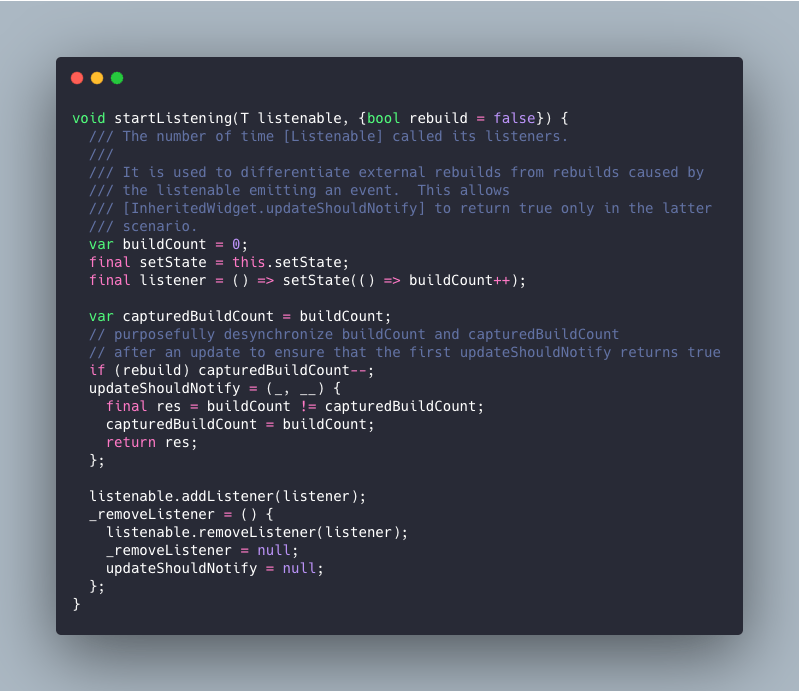 void startListening(T listenable, {bool rebuild = false}) {
  /// The number of time [Listenable] called its listeners.
  ///
  /// It is used to differentiate external rebuilds from rebuilds caused by
  /// the listenable emitting an event.  This allows
  /// [InheritedWidget.updateShouldNotify] to return true only in the latter
  /// scenario.
  var buildCount = 0;
  final setState = this.setState;
  final listener = () => setState(() => buildCount++);

  var capturedBuildCount = buildCount;
  // purposefully desynchronize buildCount and capturedBuildCount
  // after an update to ensure that the first updateShouldNotify returns true
  if (rebuild) capturedBuildCount--;
  updateShouldNotify = (_, __) {
    final res = buildCount != capturedBuildCount;
    capturedBuildCount = buildCount;
    return res;
  };

  listenable.addListener(listener);
  _removeListener = () {
    listenable.removeListener(listener);
    _removeListener = null;
    updateShouldNotify = null;
  };
}